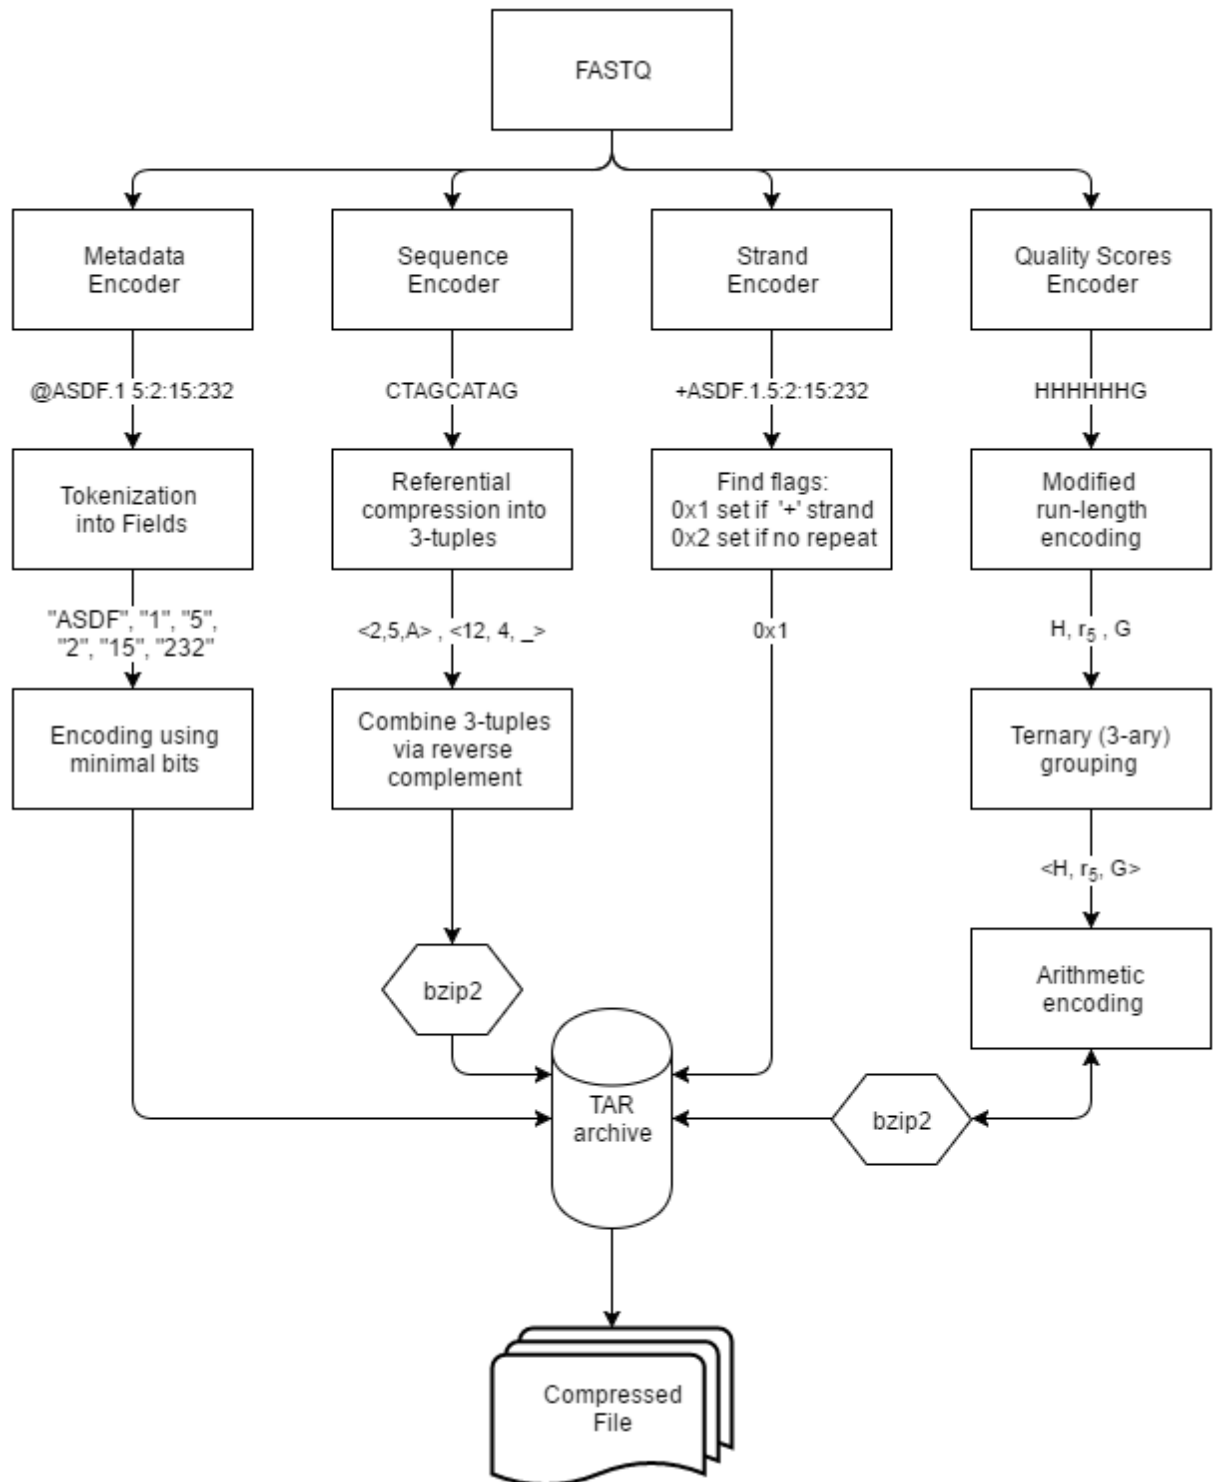 FASTQ
Metadada
Encoder
Sequence
Encoder
Strand
Encoder
Quality Scores
Encoder
@ASDF.1 5:2:15:232
CTAGCATAG
+ASDF.1.5:2:15:232
HHHHHHG
Tokenization
into Fields
Referential
compression into
3-tuples
Find flags:
0x1 set if '+' strand
0x2 set if no repeat
Modified
run-length
encoding
"ASDF", "1", "5",
"2", "15", "232"
<2,5,A> , <12, 4, _>
0x1
H, r5 , G
Encoding using
minimal bits
Combine 3-tuples
via reverse
complement
Ternary (3-ary)
grouping
<H, r5, G>
bzip2
Arithmetic
encoding
TAR
archive
bzip2
Compressed
File